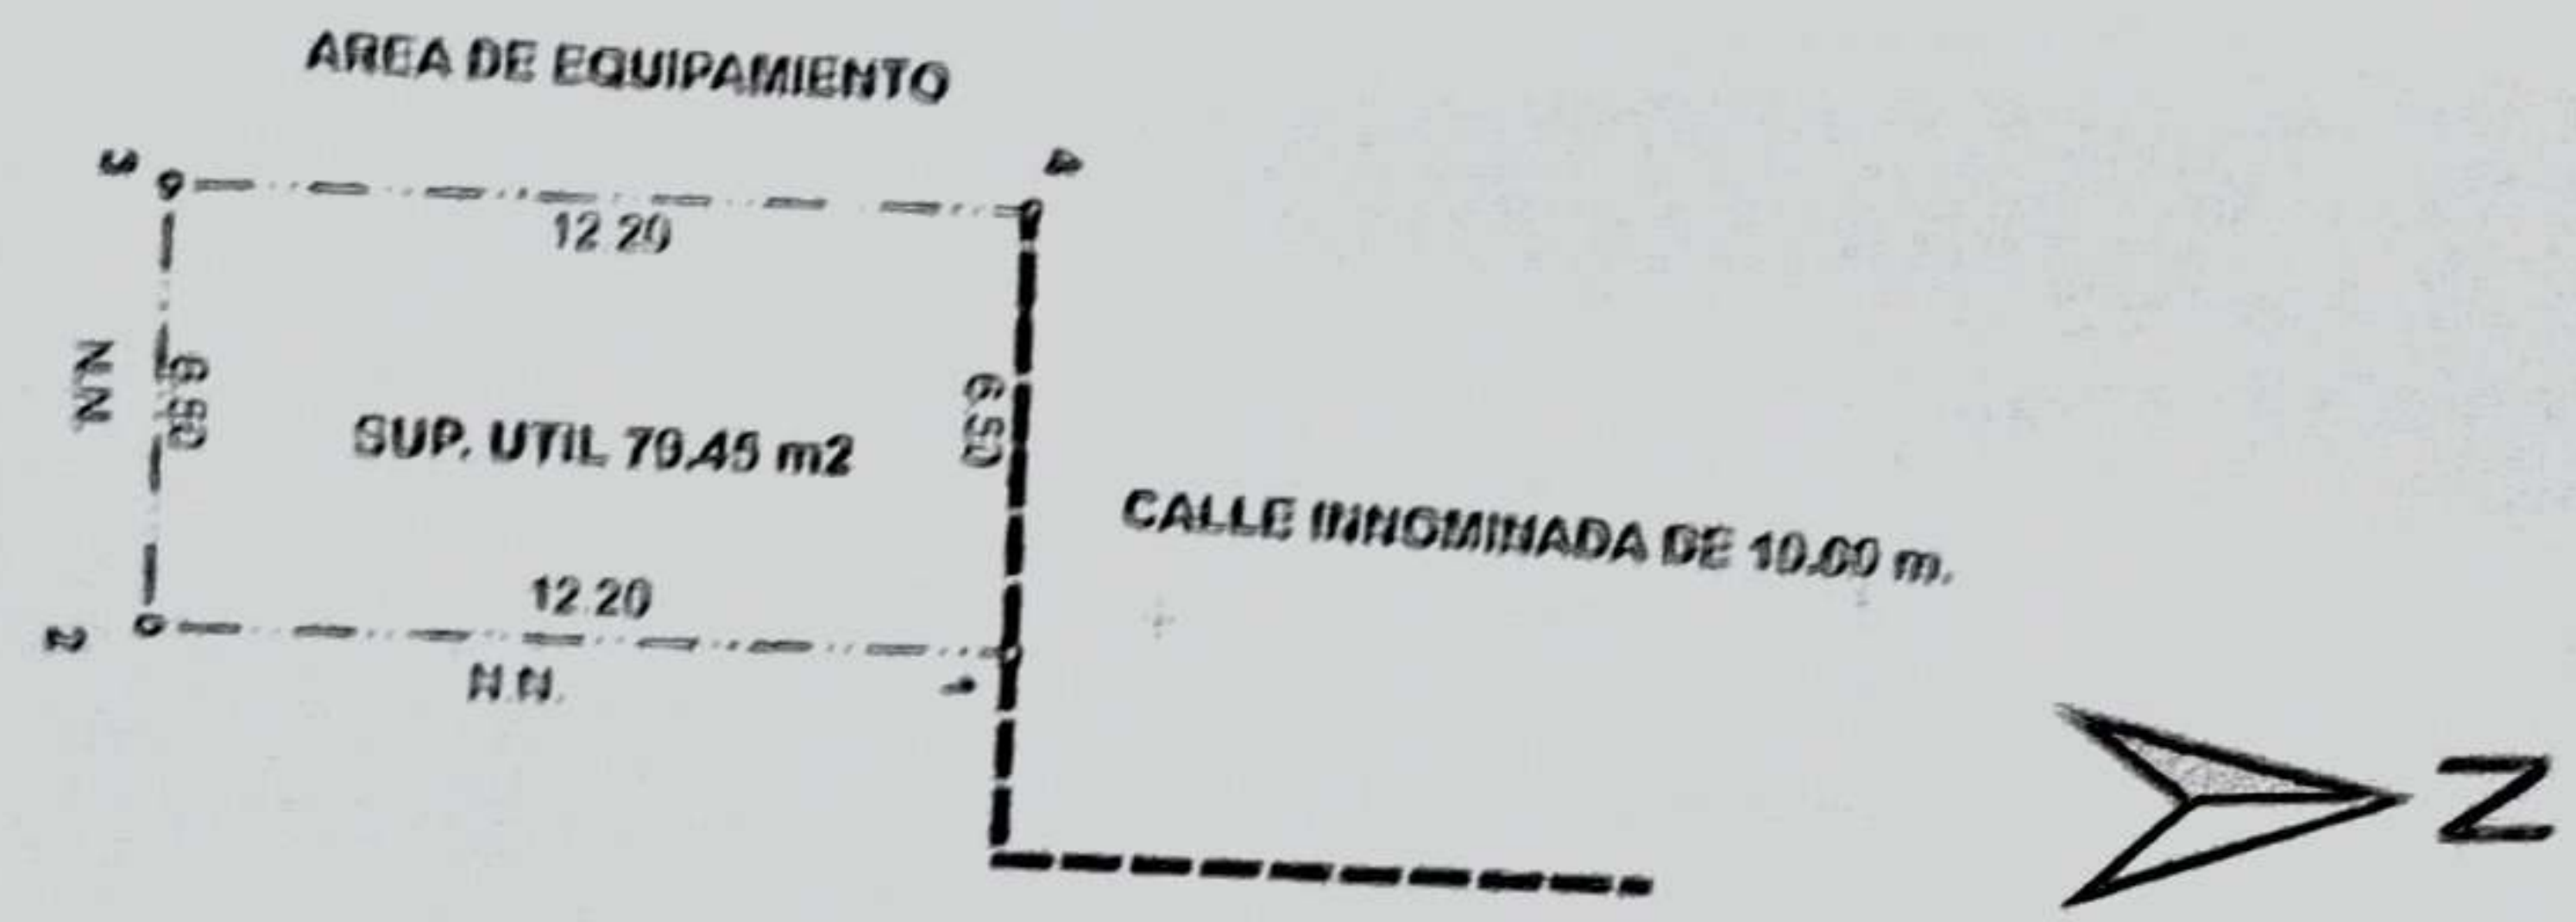 AREA DE EQUIPAMIENTO
3
4
12.20
N.N.
6.50
6.50
SUP. UTIL 79.45 m2
CALLE INNOMINADA DE 10.00 m.
12.20
2
N.N.
1
N